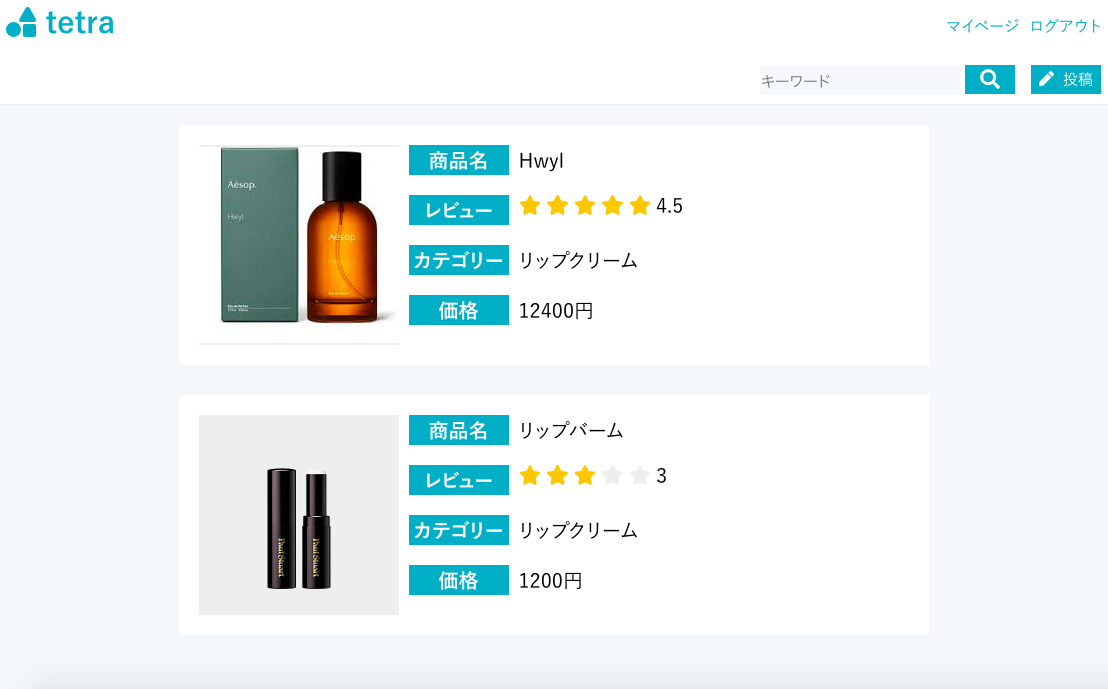 tetra
マイページ ログアウト
キーワード
投稿
Aēsop.
Hwyl
Aēsop.
商品名 Hwyl
レビュー 4.5
カテゴリー リップクリーム
価格 12400円
Paul Stuart
Paul Stuart
商品名 リップバーム
レビュー 3
カテゴリー リップクリーム
価格 1200円